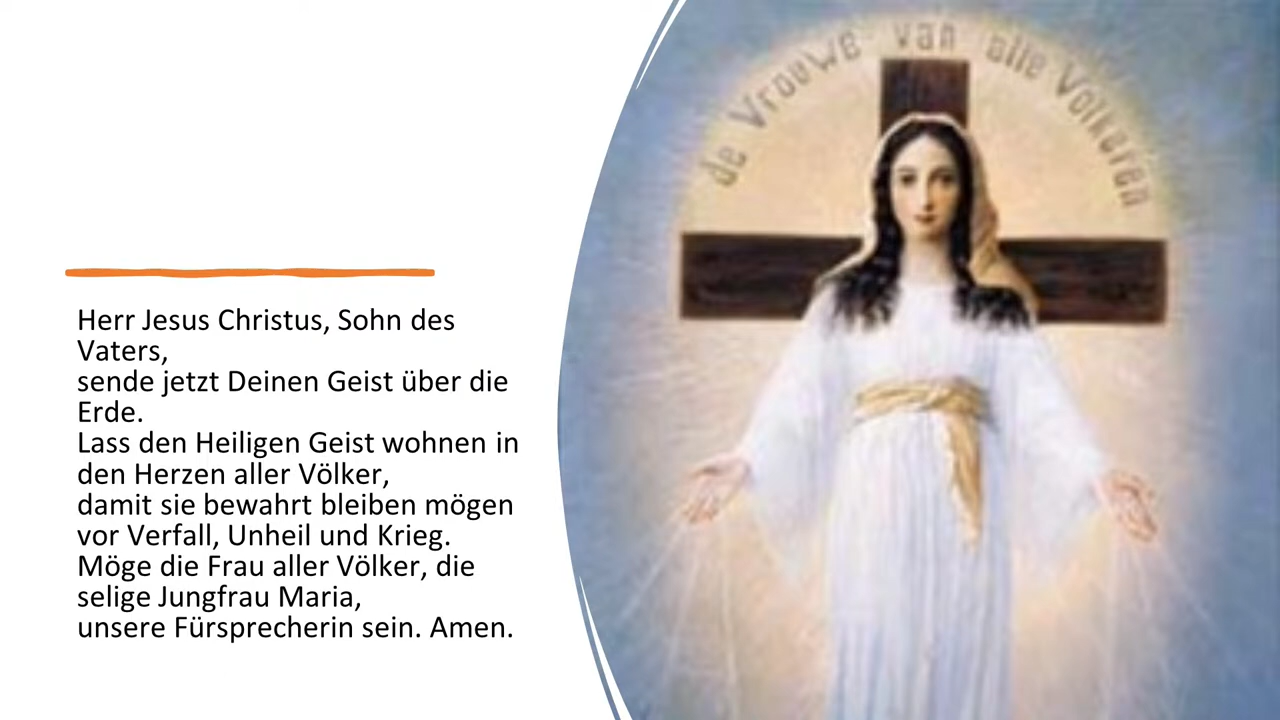 de Vrouwe van alle Volkeren
Herr Jesus Christus, Sohn des
Vaters,
sende jetzt Deinen Geist über die
Erde.
Lass den Heiligen Geist wohnen in
den Herzen aller Völker,
damit sie bewahrt bleiben mögen
vor Verfall, Unheil und Krieg.
Möge die Frau aller Völker, die
selige Jungfrau Maria,
unsere Fürsprecherin sein. Amen.